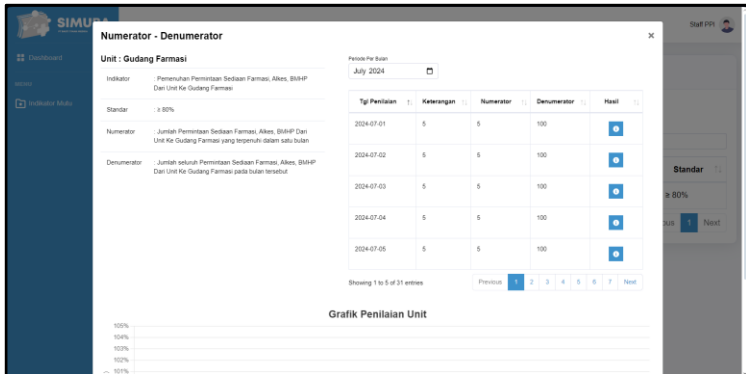 SIMU
Staff PPI
Numerator - Denumerator
×
Dashboard
MENU
Indikator Mutu
Unit : Gudang Farmasi
Indikator : Pemenuhan Permintaan Sediaan Farmasi, Alkes, BMHP
Dari Unit Ke Gudang Farmasi
Standar : ≥ 80%
Numerator : Jumlah Permintaan Sediaan Farmasi, Alkes, BMHP Dari
Unit Ke Gudang Farmasi yang terpenuhi dalam satu bulan
Denumerator : Jumlah seluruh Permintaan Sediaan Farmasi, Alkes, BMHP
Dari Unit Ke Gudang Farmasi pada bulan tersebut
Periode Per Bulan
July 2024
Tgl Penilaian Keterangan Numerator Denumerator Hasil
2024-07-01 5 5 100
2024-07-02 5 5 100
2024-07-03 5 5 100
2024-07-04 5 5 100
2024-07-05 5 5 100
Showing 1 to 5 of 31 entries
Previous 1 2 3 4 5 6 7 Next
Standar
≥ 80%
ous 1 Next
Grafik Penilaian Unit
105%
104%
103%
102%
101%